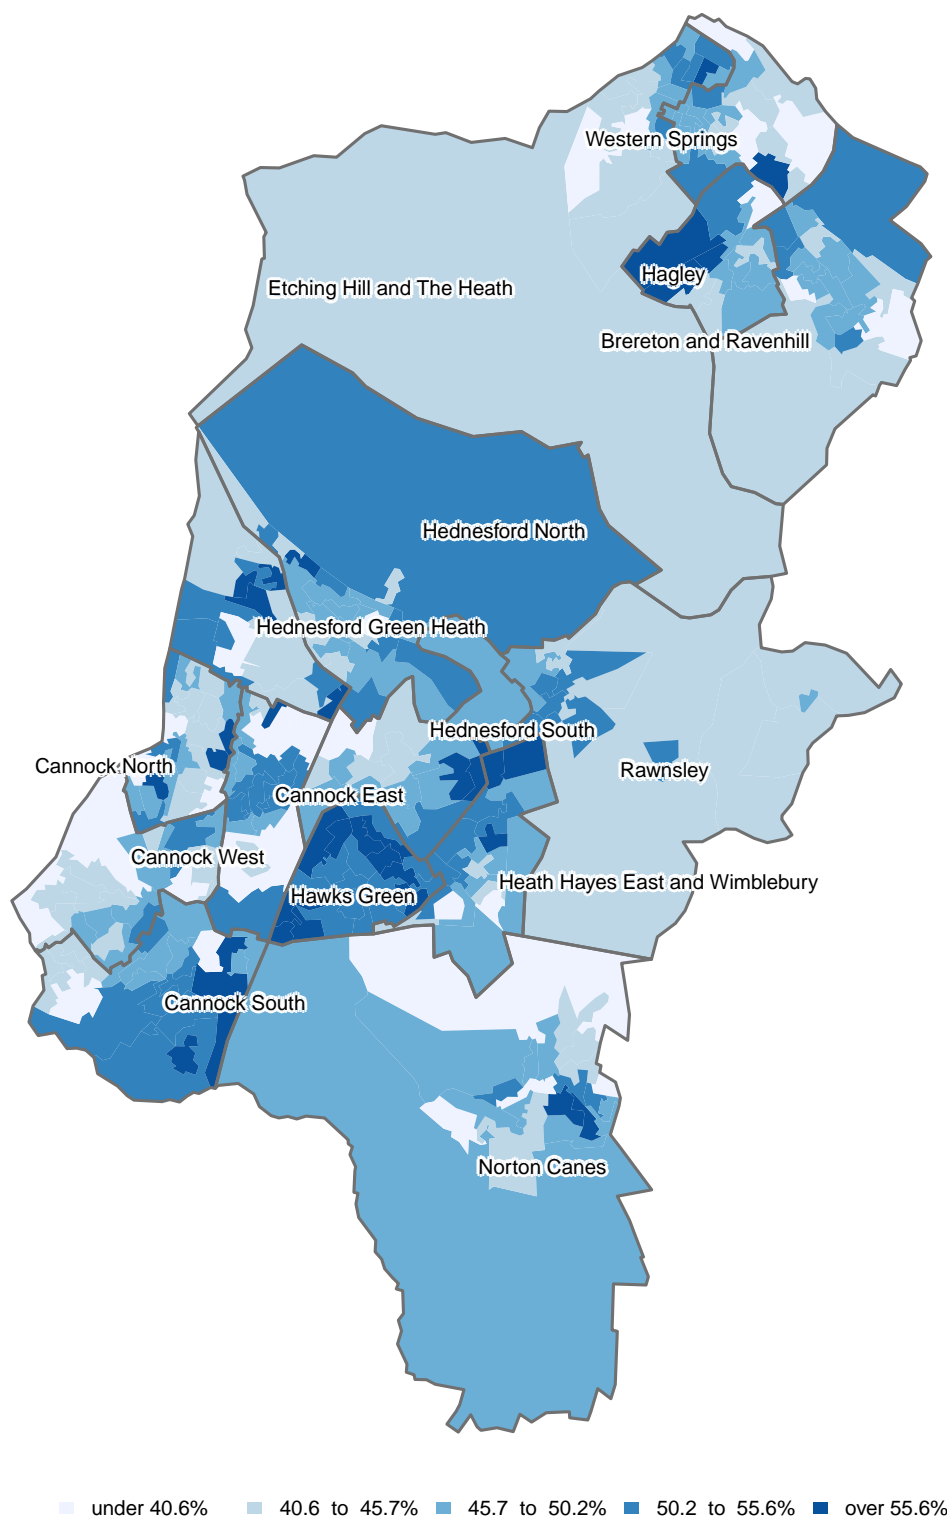 Western Springs
Hagley
Etching Hill and The Heath
Brereton and Ravenhill
Hednesford North
Hednesford Green Heath
Hednesford South
Cannock North
Rawnsley
Cannock East
Cannock West
Hawks Green
Heath Hayes East and Wimblebury
Cannock South
Norton Canes
under 40.6% 40.6 to 45.7% 45.7 to 50.2% 50.2 to 55.6% over 55.6%